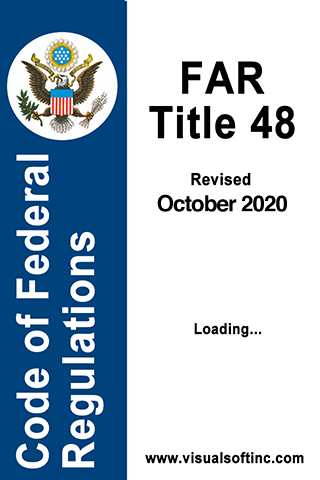 Code of Federal
Regulations
FAR
Title 48
Revised
October 2020
Loading...
www.visualsoftinc.com